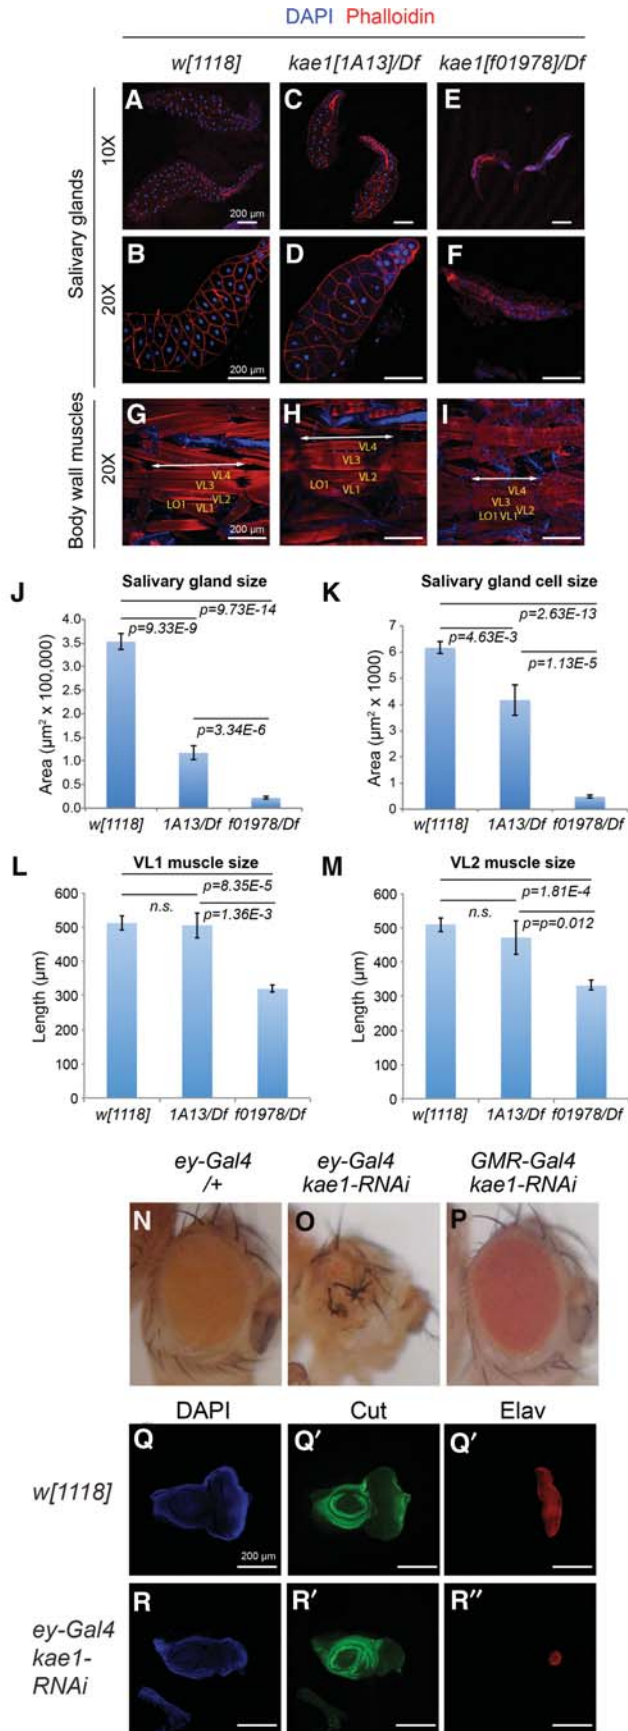 DAPI Phalloidin
w[1118] kae1[1A13]/Df kae1[f01978]/Df
Salivary glands
10X
A
200 µm
C
E
20X
B
200 µm
D
F
Body wall muscles
20X
G
VL4
VL3
LO1 VL2
VL1
H
VL4
VL3
VL2
LO1
VL1
I
VL4
VL3
VL2
LO1 VL1
J
Salivary gland size
p=9.73E-14
p=9.33E-9
p=3.34E-6
Area (µm² x 100,000)
4.0
3.5
3.0
2.5
2.0
1.5
1.0
0.5
0.0
w[1118] 1A13/Df f01978/Df
K
Salivary gland cell size
p=2.63E-13
p=4.63E-3
p=1.13E-5
Area (µm² x 1000)
7
6
5
4
3
2
1
0
w[1118] 1A13/Df f01978/Df
L
VL1 muscle size
p=8.35E-5
n.s.
p=1.36E-3
Length (µm)
600
500
400
300
200
100
0
w[1118] 1A13/Df f01978/Df
M
VL2 muscle size
p=1.81E-4
n.s.
p=p=0.012
Length (µm)
600
500
400
300
200
100
0
w[1118] 1A13/Df f01978/Df
ey-Gal4
/+
ey-Gal4
kae1-RNAi
GMR-Gal4
kae1-RNAi
N
O
P
DAPI Cut Elav
w[1118]
Q
200 µm
Q′
Q′
ey-Gal4
kae1-
RNAi
R
R′
R″